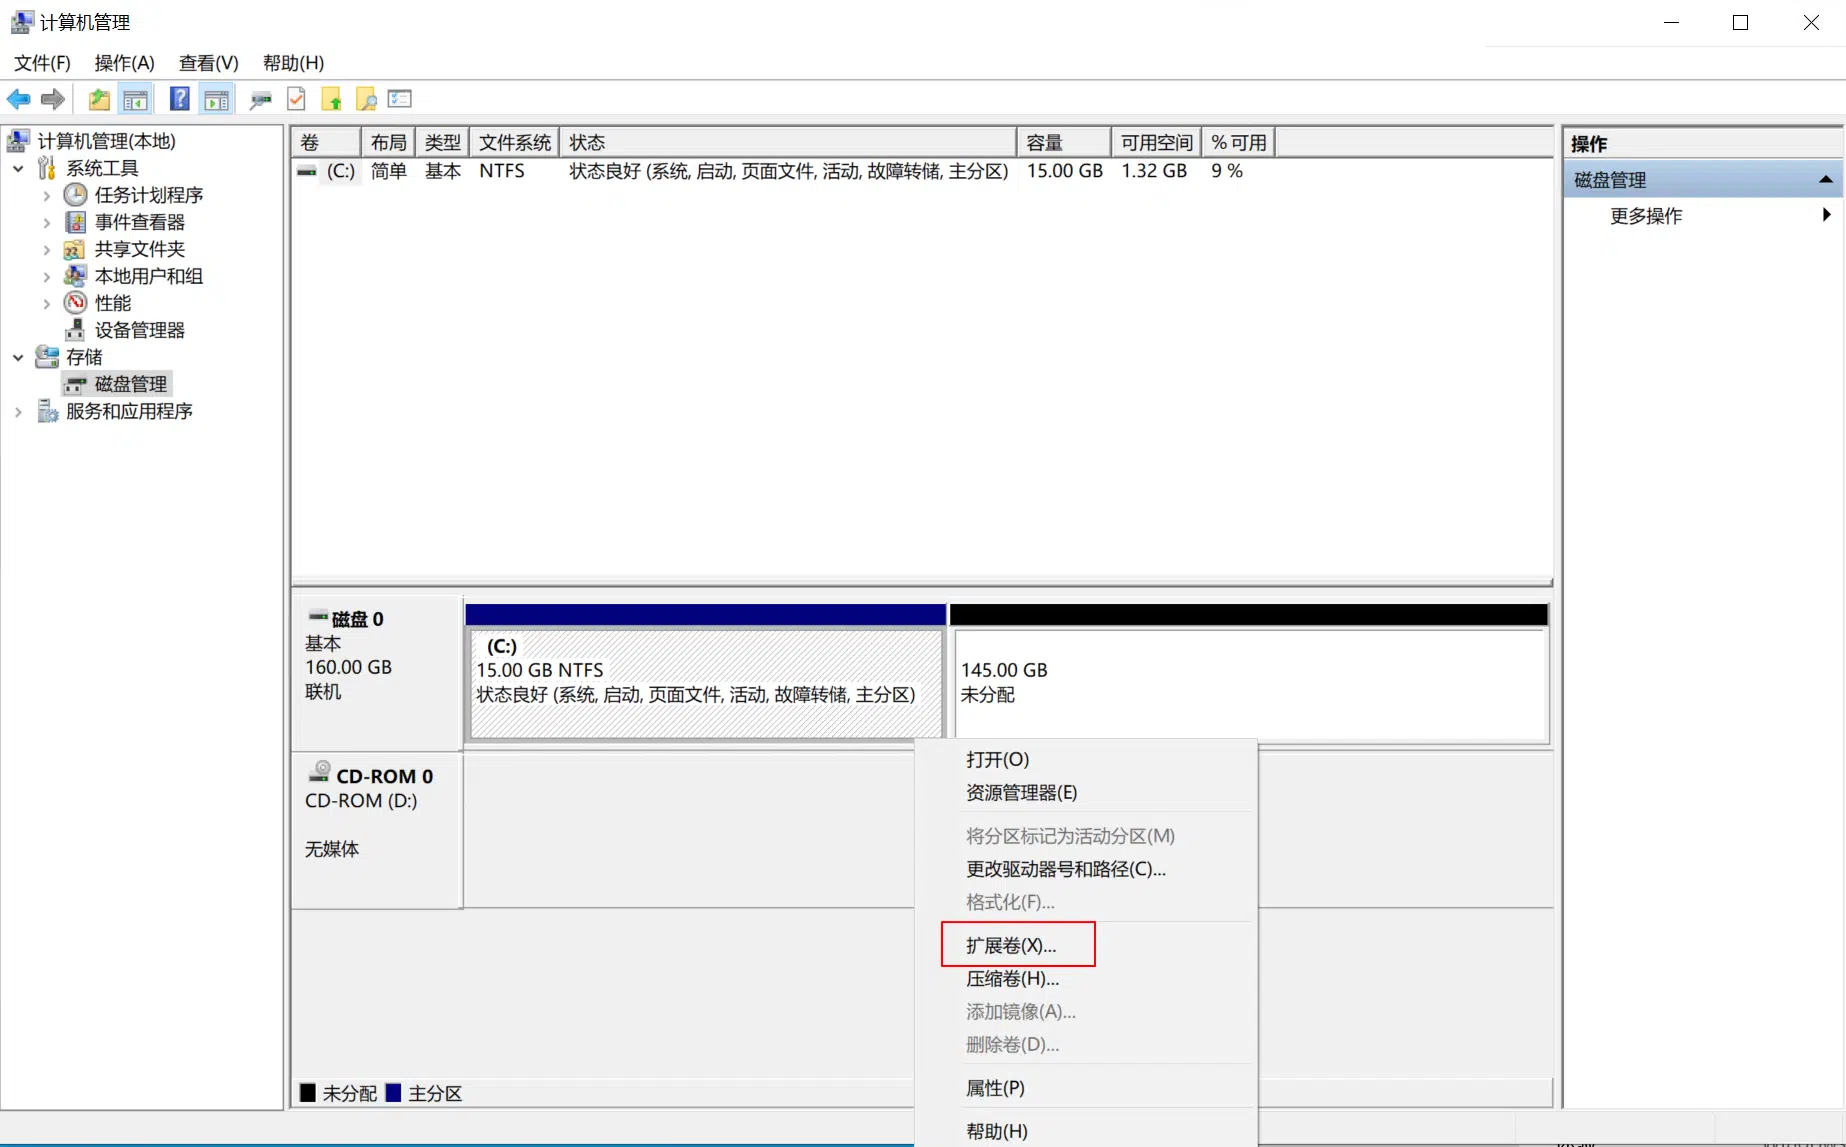 计算机管理
文件(F) 操作(A) 查看(V) 帮助(H)
计算机管理(本地)
系统工具
任务计划程序
事件查看器
共享文件夹
本地用户和组
性能
设备管理器
存储
磁盘管理
服务和应用程序
卷 布局 类型 文件系统 状态 容量 可用空间 % 可用
(C:) 简单 基本 NTFS 状态良好 (系统, 启动, 页面文件, 活动, 故障转储, 主分区) 15.00 GB 1.32 GB 9 %
操作
磁盘管理
更多操作
磁盘 0
基本
160.00 GB
联机
(C:)
15.00 GB NTFS
状态良好 (系统, 启动, 页面文件, 活动, 故障转储, 主分区)
145.00 GB
未分配
CD-ROM 0
CD-ROM (D:)
无媒体
打开(O)
资源管理器(E)
将分区标记为活动分区(M)
更改驱动器号和路径(C)...
格式化(F)...
扩展卷(X)...
压缩卷(H)...
添加镜像(A)...
删除卷(D)...
属性(P)
帮助(H)
未分配 主分区